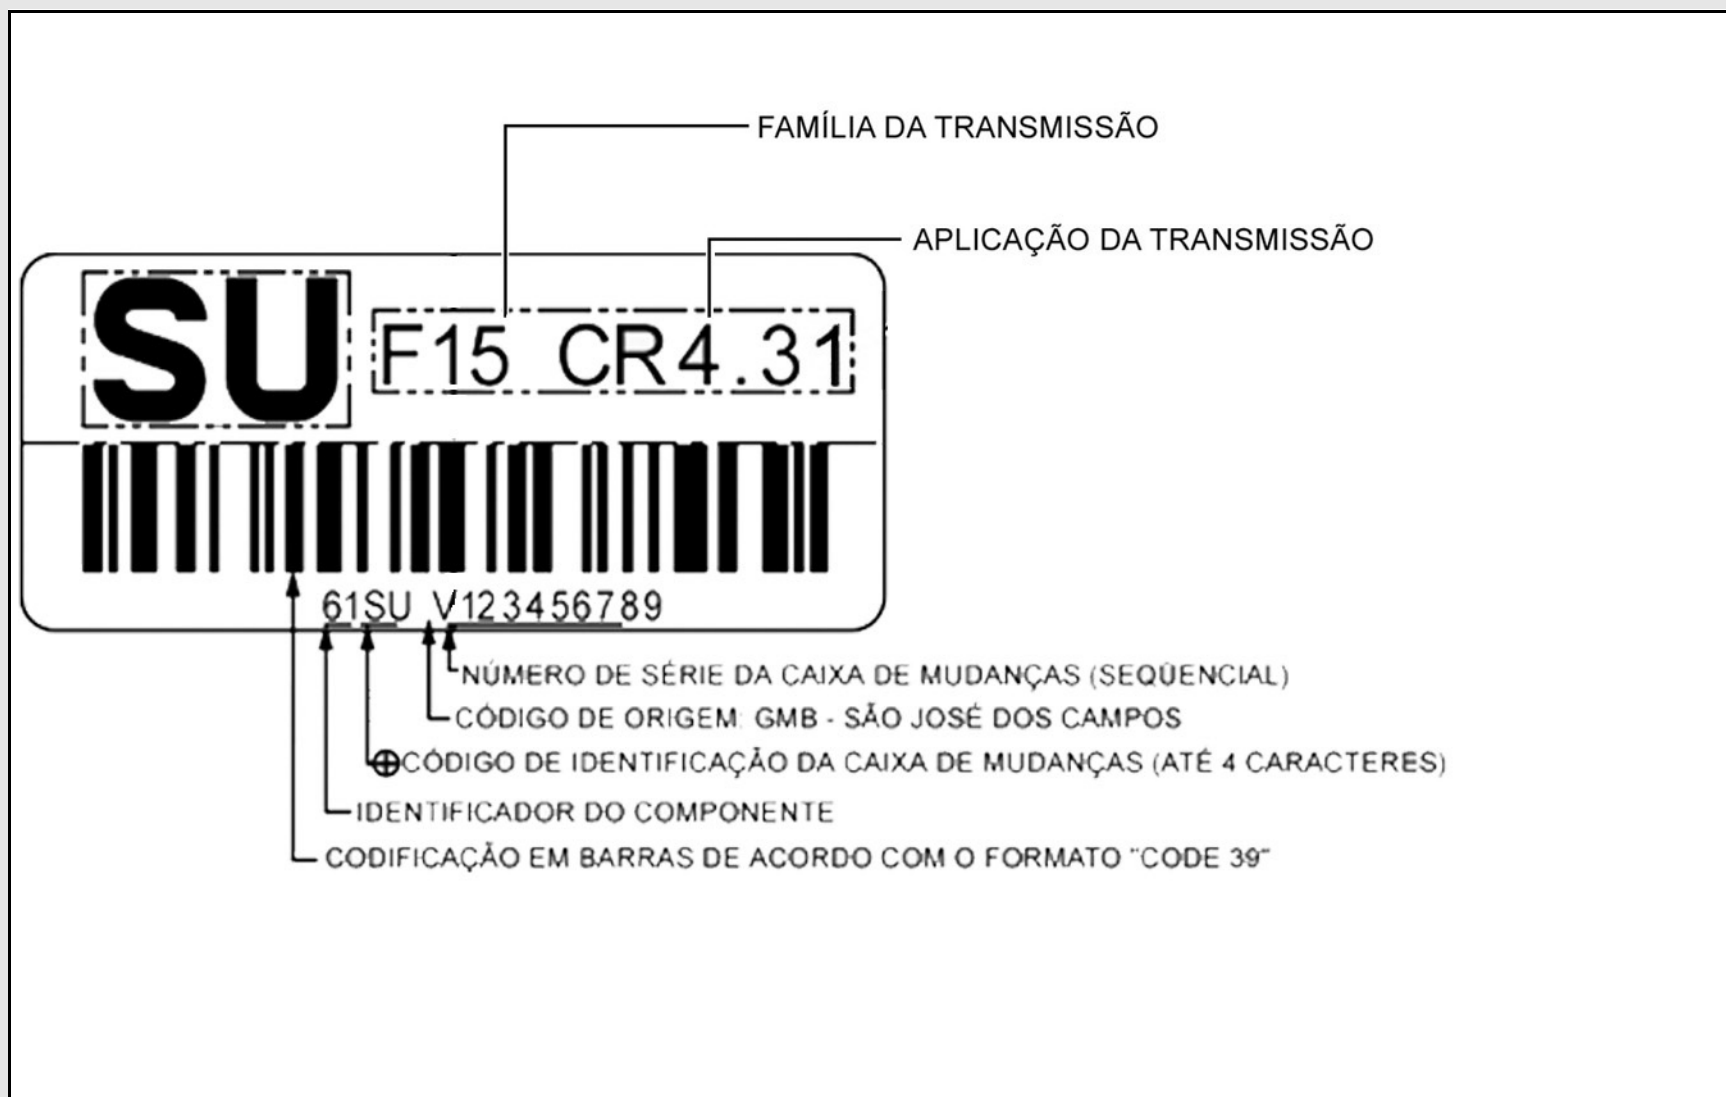 FAMÍLIA DA TRANSMISSÃO
APLICAÇÃO DA TRANSMISSÃO
SU
F15 CR4.31
61SU V123456789
NÚMERO DE SÉRIE DA CAIXA DE MUDANÇAS (SEQÜENCIAL)
CÓDIGO DE ORIGEM: GMB - SÃO JOSÉ DOS CAMPOS
CÓDIGO DE IDENTIFICAÇÃO DA CAIXA DE MUDANÇAS (ATÉ 4 CARACTERES)
IDENTIFICADOR DO COMPONENTE
CODIFICAÇÃO EM BARRAS DE ACORDO COM O FORMATO "CODE 39"